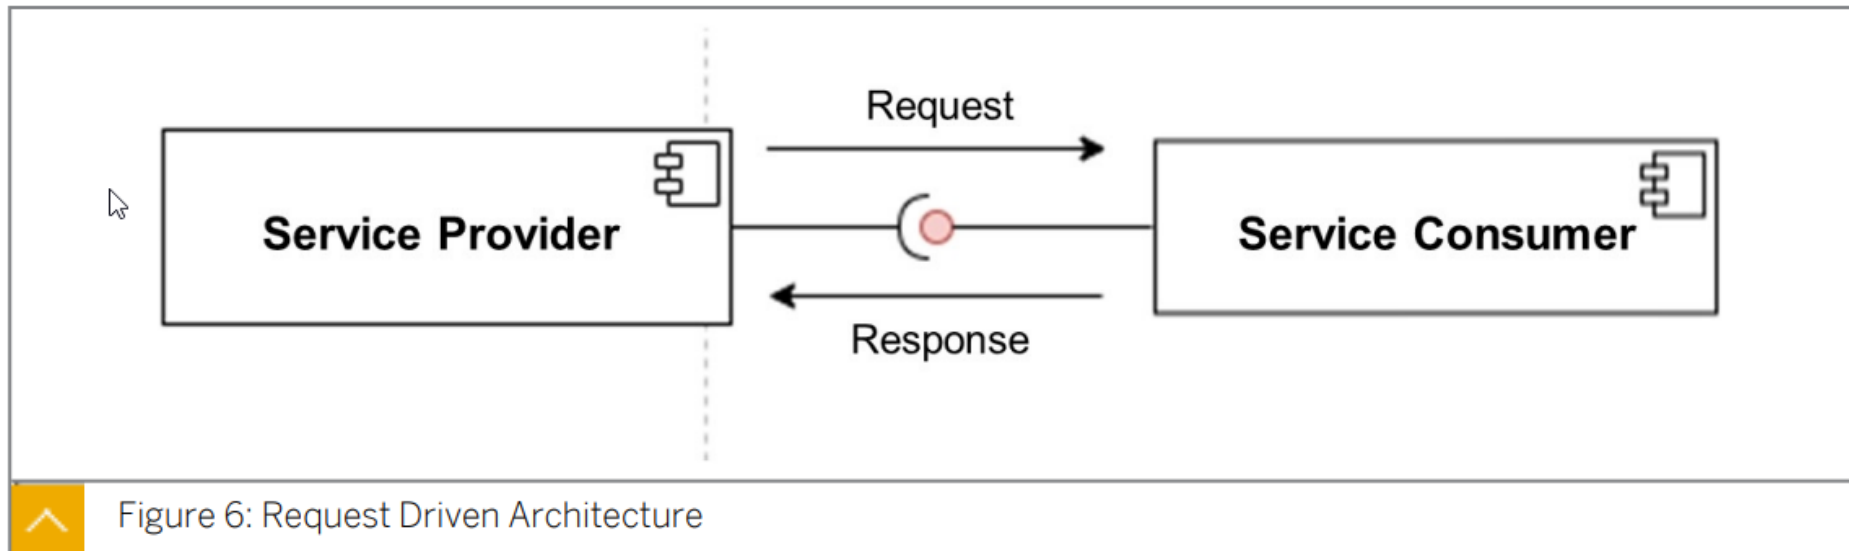 Request
Service Provider
Service Consumer
Response
Figure 6: Request Driven Architecture